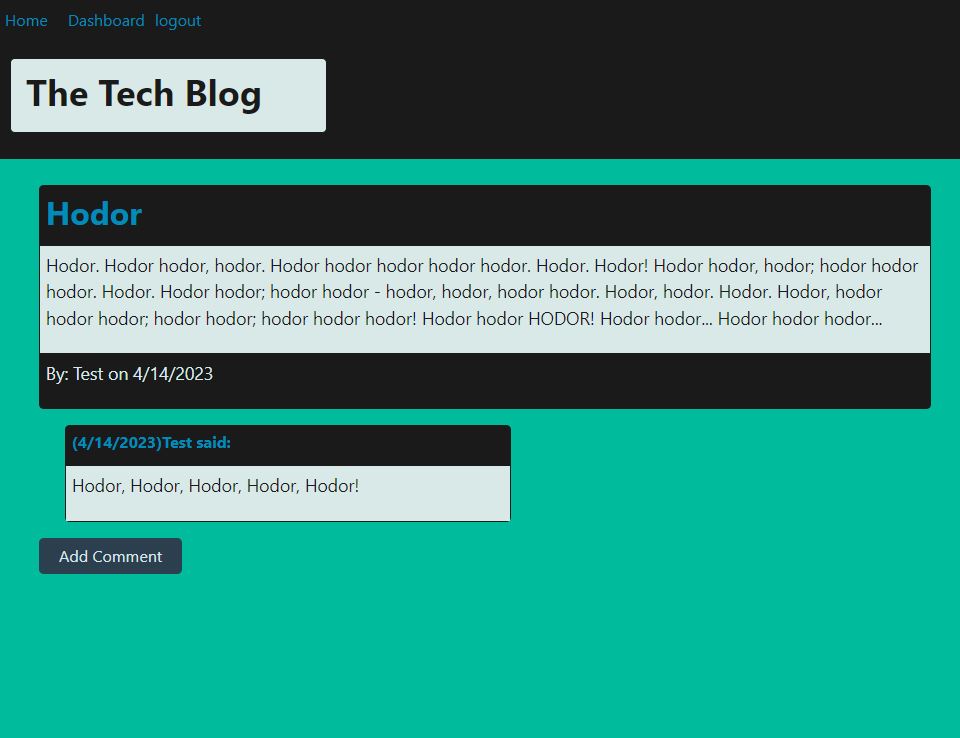 Home Dashboard logout
The Tech Blog
Hodor
Hodor. Hodor hodor, hodor. Hodor hodor hodor hodor hodor. Hodor. Hodor! Hodor hodor, hodor; hodor hodor
hodor. Hodor. Hodor hodor; hodor hodor - hodor, hodor, hodor hodor. Hodor, hodor. Hodor. Hodor, hodor
hodor hodor; hodor hodor; hodor hodor hodor! Hodor hodor HODOR! Hodor hodor... Hodor hodor hodor...
By: Test on 4/14/2023
(4/14/2023)Test said:
Hodor, Hodor, Hodor, Hodor, Hodor!
Add Comment